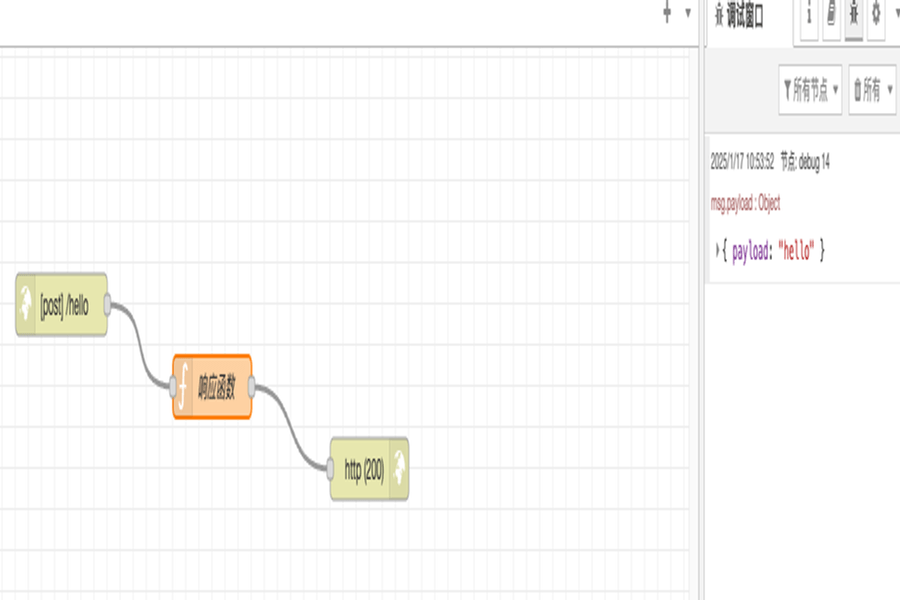 调试窗口
i
所有节点
所有
2025/1/17 10:53:52 节点: debug 14
msg.payload : Object
{ payload: "hello" }
[post] /hello
响应函数
http (200)